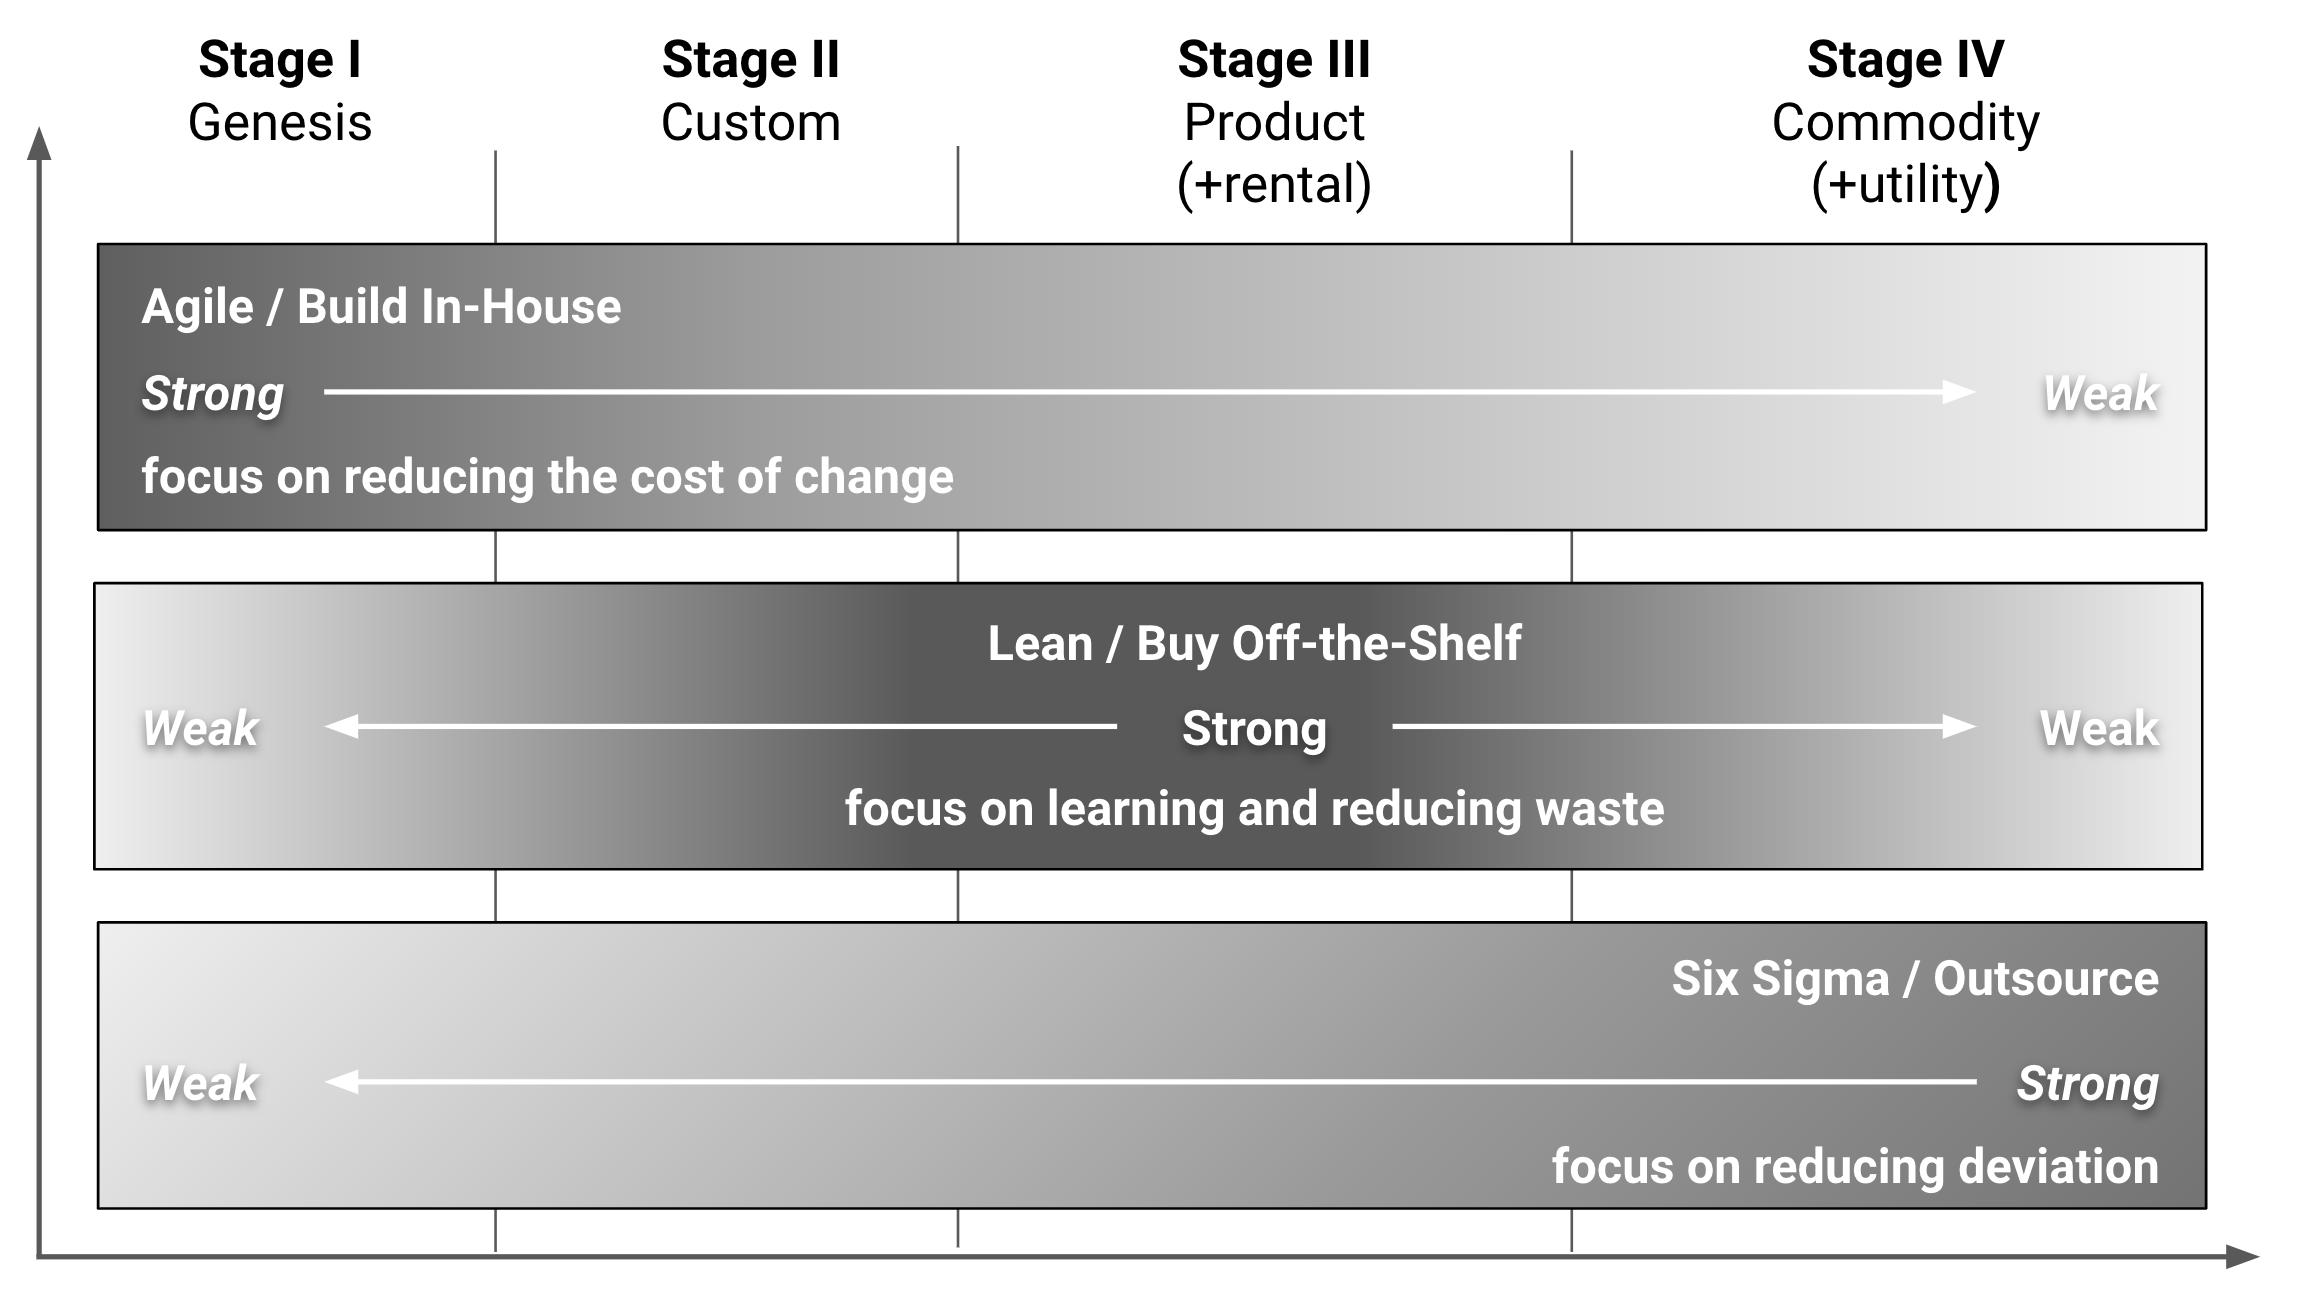 Stage I
Genesis
Stage II
Custom
Stage III
Product
(+rental)
Stage IV
Commodity
(+utility)
Agile / Build In-House
Strong
Weak
focus on reducing the cost of change
Lean / Buy Off-the-Shelf
Weak
Strong
Weak
focus on learning and reducing waste
Six Sigma / Outsource
Weak
Strong
focus on reducing deviation